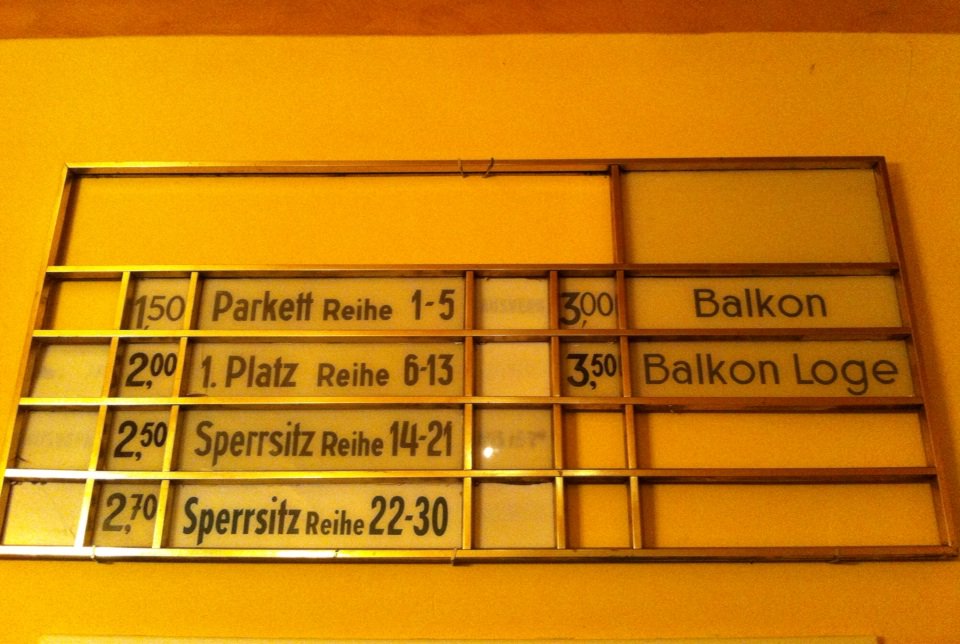 1,50 Parkett Reihe 1-5 3,00 Balkon
2,00 1. Platz Reihe 6-13 3,50 Balkon Loge
2,50 Sperrsitz Reihe 14-21
2,70 Sperrsitz Reihe 22-30